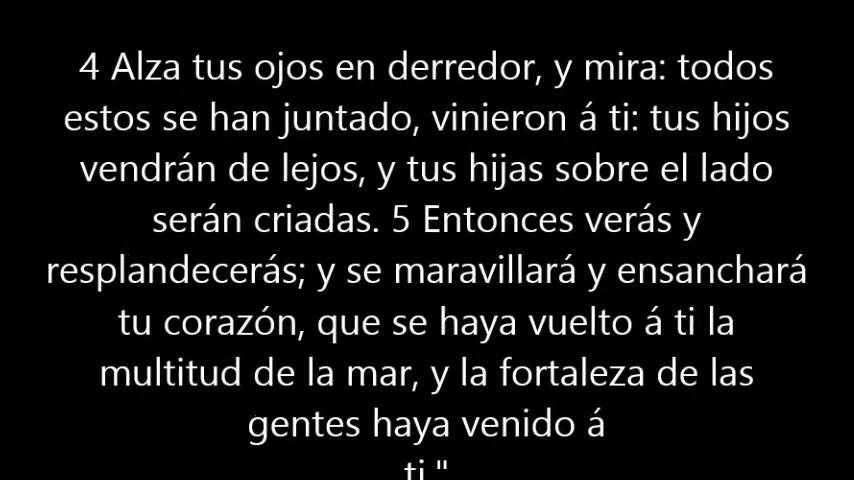 4 Alza tus ojos en derredor, y mira: todos
estos se han juntado, vinieron á ti: tus hijos
vendrán de lejos, y tus hijas sobre el lado
serán criadas. 5 Entonces verás y
resplandecerás; y se maravillará y ensanchará
tu corazón, que se haya vuelto á ti la
multitud de la mar, y la fortaleza de las
gentes haya venido á
ti."